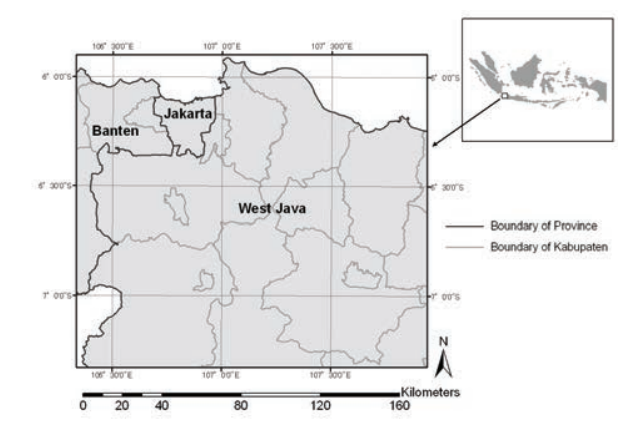 106° 30'0"E 107° 0'0"E 107° 30'0"E
6° 0'0"S 6° 0'0"S
Jakarta
Banten
6° 30'0"S 6° 30'0"S
West Java
Boundary of Province
Boundary of Kabupaten
7° 0'0"S 7° 0'0"S
N
106° 30'0"E 107° 0'0"E 107° 30'0"E
Kilometers
0 20 40 80 120 160